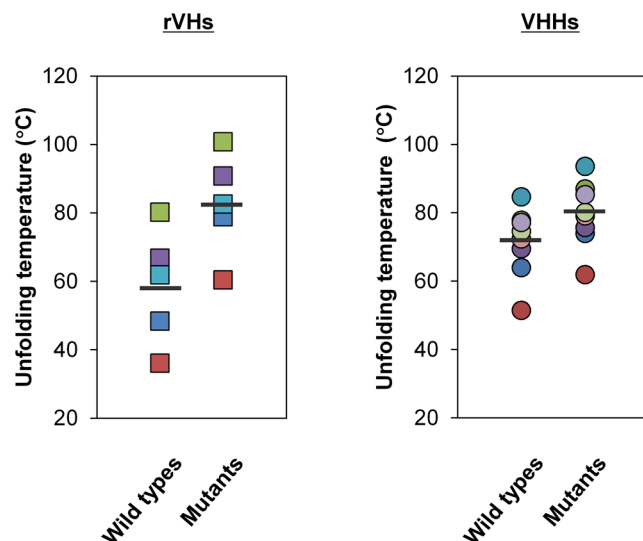 rVHs
Unfolding temperature (°C)
120
100
80
60
40
20
Wild types
Mutants
VHHs
Unfolding temperature (°C)
120
100
80
60
40
20
Wild types
Mutants